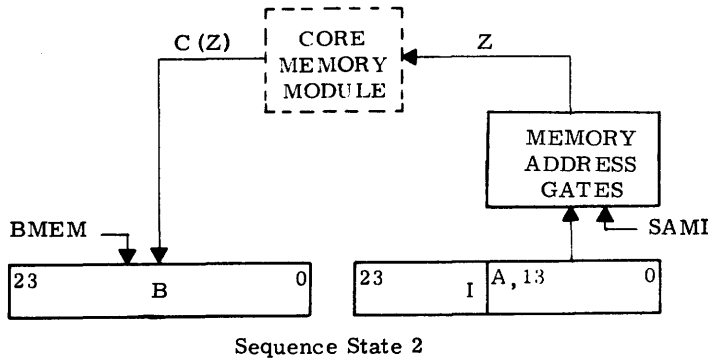 C (Z)
CORE
MEMORY
MODULE
Z
MEMORY
ADDRESS
GATES
BMEM
SAMI
23 B 0
23 I A, 13 0
Sequence State 2